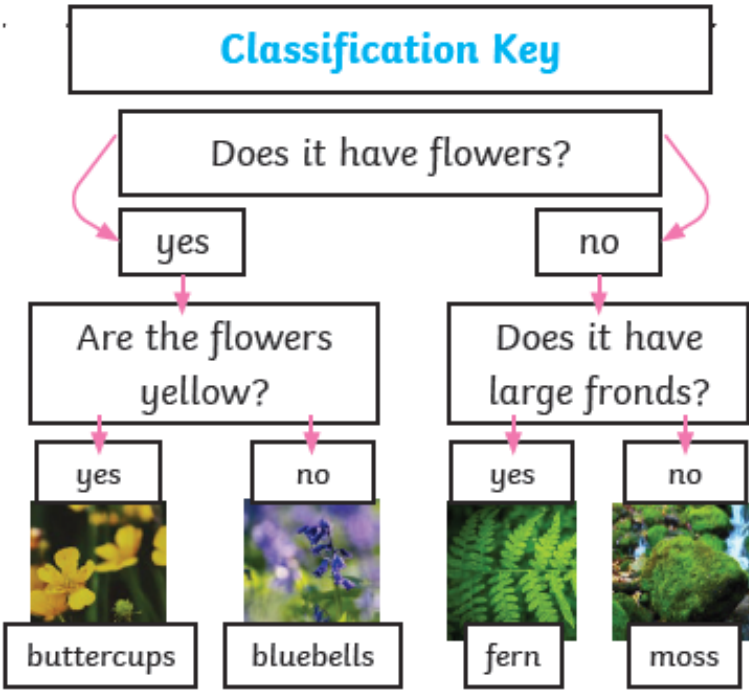 Classification Key
Does it have flowers?
yes
no
Are the flowers
yellow?
Does it have
large fronds?
yes
no
yes
no
buttercups
bluebells
fern
moss